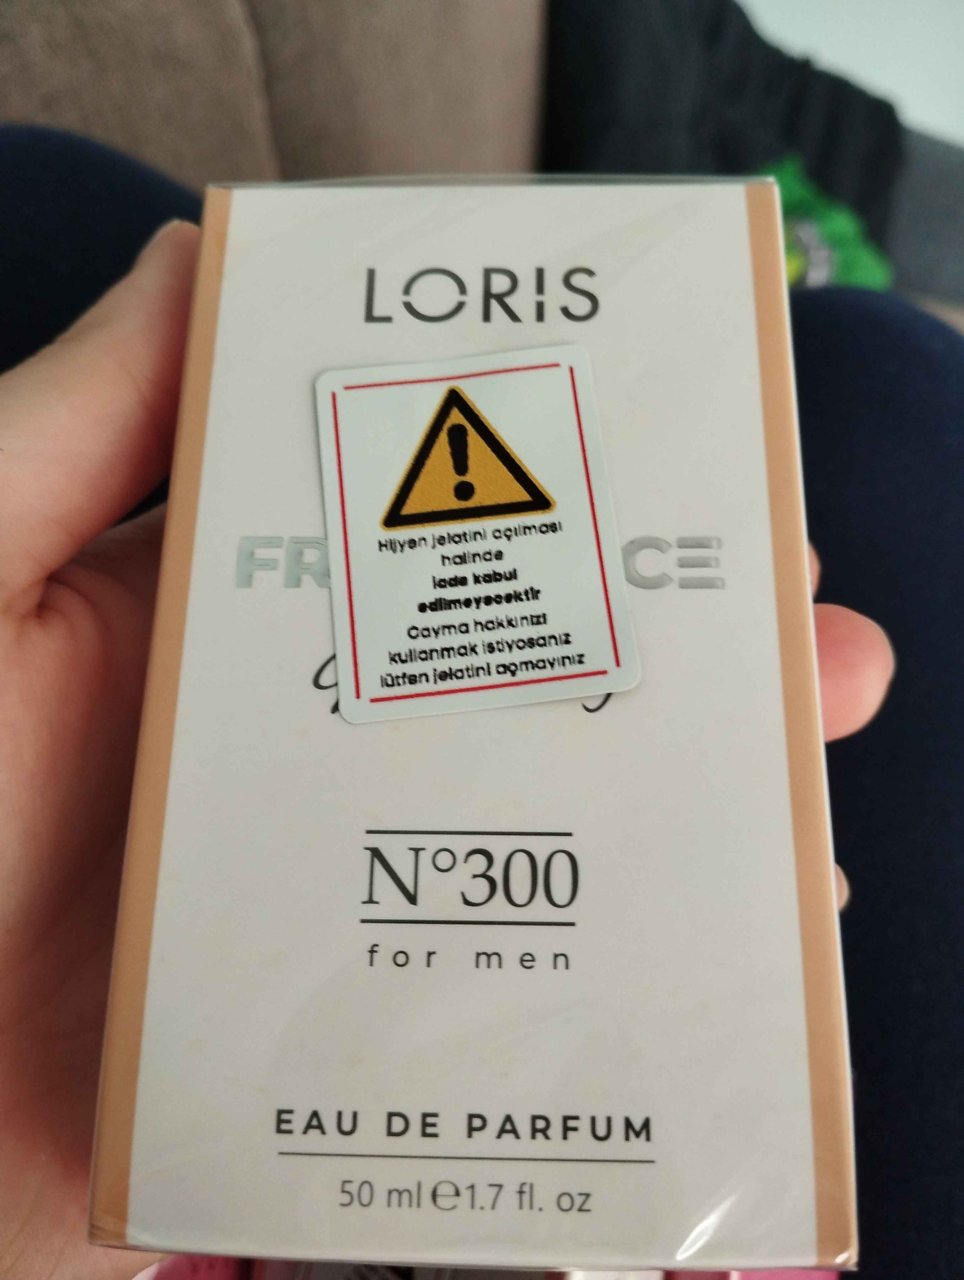 LORIS
Hijyen jelatini açılması
halinde
iade kabul
edilmeyecektir
Cayma hakkınızı
kullanmak istiyosanız
lütfen jelatini açmayınız
N°300
for men
EAU DE PARFUM
50 ml ℮ 1.7 fl. oz